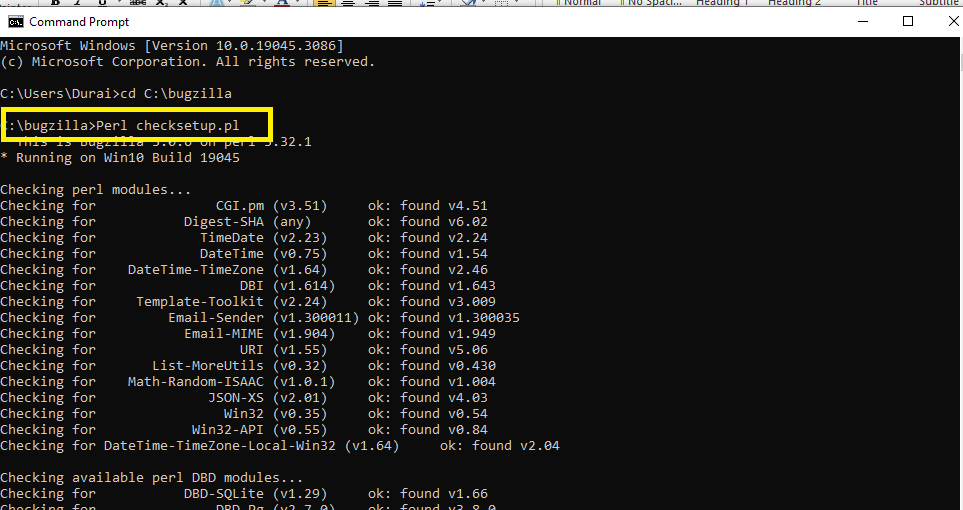 Normal
No Spaci...
Heading 1
Title
Subtitle
Command Prompt
Microsoft Windows [Version 10.0.19045.3086]
(c) Microsoft Corporation. All rights reserved.
C:\Users\Durai>cd C:\bugzilla
C:\bugzilla>Perl checksetup.pl
* This is Bugzilla on perl 5.32.1
* Running on Win10 Build 19045
Checking perl modules...
Checking for CGI.pm (v3.51) ok: found v4.51
Checking for Digest-SHA (any) ok: found v6.02
Checking for TimeDate (v2.23) ok: found v2.24
Checking for DateTime (v0.75) ok: found v1.54
Checking for DateTime-TimeZone (v1.64) ok: found v2.46
Checking for DBI (v1.614) ok: found v1.643
Checking for Template-Toolkit (v2.24) ok: found v3.009
Checking for Email-Sender (v1.300011) ok: found v1.300035
Checking for Email-MIME (v1.904) ok: found v1.949
Checking for URI (v1.55) ok: found v5.06
Checking for List-MoreUtils (v0.32) ok: found v0.430
Checking for Math-Random-ISAAC (v1.0.1) ok: found v1.004
Checking for JSON-XS (v2.01) ok: found v4.03
Checking for Win32 (v0.35) ok: found v0.54
Checking for Win32-API (v0.55) ok: found v0.84
Checking for DateTime-TimeZone-Local-Win32 (v1.64) ok: found v2.04
Checking available perl DBD modules...
Checking for DBD-SQLite (v1.29) ok: found v1.66
Checking for DBD-Pg (v2.7.0) ok: found v3.8.0